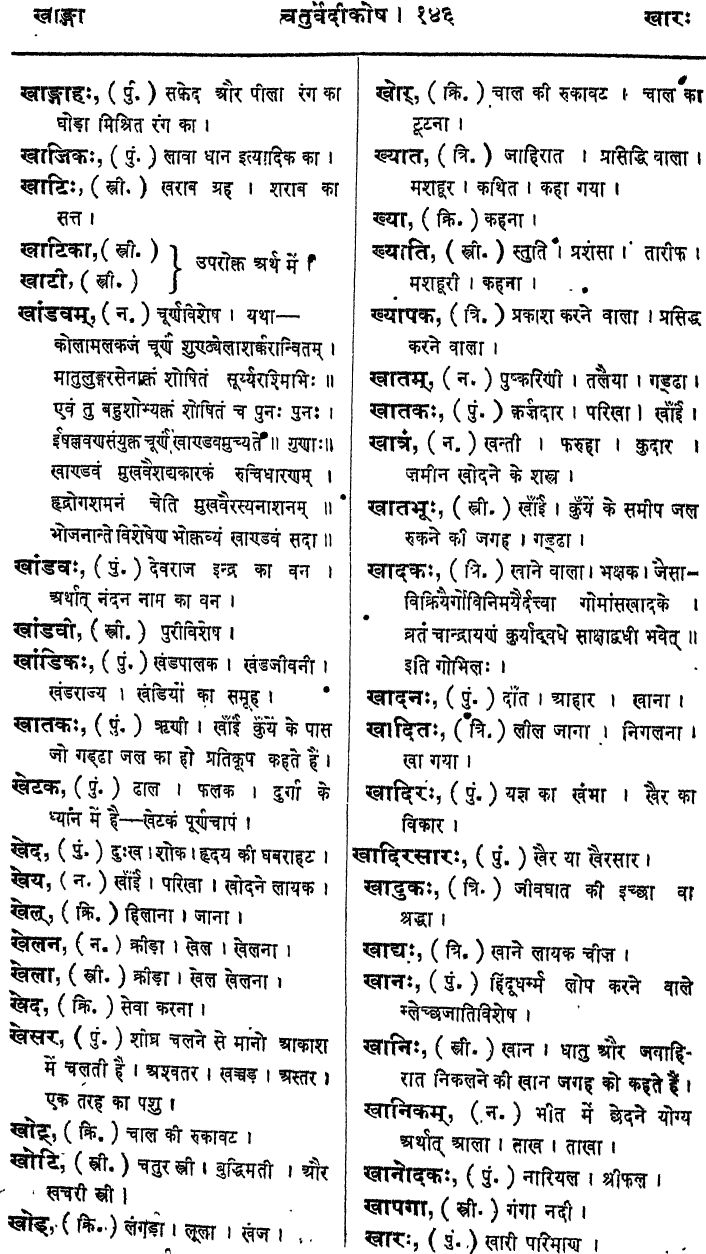 खाङ्गा चतुर्वेदीकोष। १४६ खारः
खाङ्गाहः, ( पुं. ) सफेद और पीला रंग का
घोड़ा मिश्रित रंग का ।
खाजिकः, ( पुं. ) लावा धान इत्यादिक का ।
खाटिः, ( स्त्री. ) खराब ग्रह । शराब का
सत्त ।
खाटिका, ( स्त्री. )
खाटी, ( स्त्री. ) } उपरोक्त अर्थ में ।
खांडवम्, ( न. ) चूर्णविशेष । यथा—
कोलामलकजं चूर्णं शुण्ठ्येलाशर्करान्वितम् ।
मातुलुङ्गरसेनाक्तं शोषितं सूर्य्यरश्मिभिः ॥
एवं तु बहुशोभ्यक्तं शोषितं च पुनः पुनः ।
ईषल्लवणसंयुक्तं चूर्णं खाण्डवमुच्यते ॥ गुणाः॥
खाण्डवं मुखवैशद्यकारकं रुचिधारणम् ।
हृद्रोगशमनं चेति मुखवैरस्यनाशनम् ॥
भोजनान्ते विशेषेण भोक्तव्यं खाण्डवं सदा ॥
खांडवः, ( पुं. ) देवराज इन्द्र का वन ।
अर्थात् नंदन नाम का वन ।
खांडवी, ( स्त्री. ) पुरीविशेष ।
खांडिकः, ( पुं. ) खंडपालक । खंडजीवनी ।
खंडराज्य । खंडियों का समूह ।
खातकः, ( पुं. ) ऋणी । खाँई कुँयें के पास
जो गड्ढा जल का हो प्रतिकूप कहते हैं ।
खेटक, ( पुं. ) ढाल । फलक । दुर्गा के
ध्यान में है—खेटकं पूर्णचापं ।
खेद, ( पुं. ) दुःख । शोक । हृदय की घबराहट ।
खेय, ( न. ) खाँई । परिखा । खोदने लायक ।
खेल्, ( क्रि. ) हिलाना । जाना ।
खेलन, ( न. ) क्रीड़ा । खेल । खेलना ।
खेला, ( स्त्री. ) क्रीड़ा । खेल खेलना ।
खेद, ( क्रि. ) सेवा करना ।
खेसर, ( पुं. ) शीघ्र चलने से मानो आकाश
में चलती है । अश्वतर । खच्चड़ । अस्तर ।
एक तरह का पशु ।
खोट्, ( क्रि. ) चाल की रुकावट ।
खोटि, ( स्त्री. ) चतुर स्त्री । बुद्धिमती । और
खचरी स्त्री ।
खोड्, ( क्रि. ) लंगड़ा । लूला । खंज ।
खोर्, ( क्रि. ) चाल की रुकावट । चाल का
टूटना ।
ख्यात, ( त्रि. ) जाहिरात । प्रसिद्धि वाला ।
मशहूर । कथित । कहा गया ।
ख्या, ( क्रि. ) कहना ।
ख्याति, ( स्त्री. ) स्तुति । प्रशंसा । तारीफ ।
मशहूरी । कहना ।
ख्यापक, ( त्रि. ) प्रकाश करने वाला । प्रसिद्ध
करने वाला ।
खातम्, ( न. ) पुष्करिणी । तलैया । गड्ढा ।
खातकः, ( पुं. ) क़र्ज़दार । परिखा । खाँई ।
खात्रं, ( न. ) खन्ती । फरुहा । कुदार ।
ज़मीन खोदने के शस्त्र ।
खातभूः, ( स्त्री. ) खाँई । कुँयें के समीप जल
रुकने की जगह । गड्ढा ।
खादकः, ( त्रि. ) खाने वाला । भक्षक । जैसा—
विक्रियैर्गोविनिमयैर्दत्त्वा गोमांसखादके ।
व्रतं चान्द्रायणं कुर्याद्वधे साक्षाद्वधी भवेत् ॥
इति गोभिलः ।
खादनः, ( पुं. ) दाँत । आहार । खाना ।
खादितः, ( त्रि. ) लील जाना । निगलना ।
खा गया ।
खादिरः, ( पुं. ) यज्ञ का खंभा । खैर का
विकार ।
खादिरसारः, ( पुं. ) खैर या खैरसार ।
खादुकः, ( त्रि. ) जीवघात की इच्छा वा
श्रद्धा ।
खाद्यः, ( त्रि. ) खाने लायक चीज ।
खानः, ( पुं. ) हिंदूधर्म्म लोप करने वाले
म्लेच्छजातिविशेष ।
खानिः, ( स्त्री. ) खान । धातु और जवाहि-
रात निकलने की खान जगह को कहते हैं ।
खानिकम्, ( न. ) भीत में छेदने योग्य
अर्थात् आला । ताख । ताखा ।
खानोदकः, ( पुं. ) नारियल । श्रीफल ।
खापगा, ( स्त्री. ) गंगा नदी ।
खारः, ( पुं. ) खारी परिमाण ।